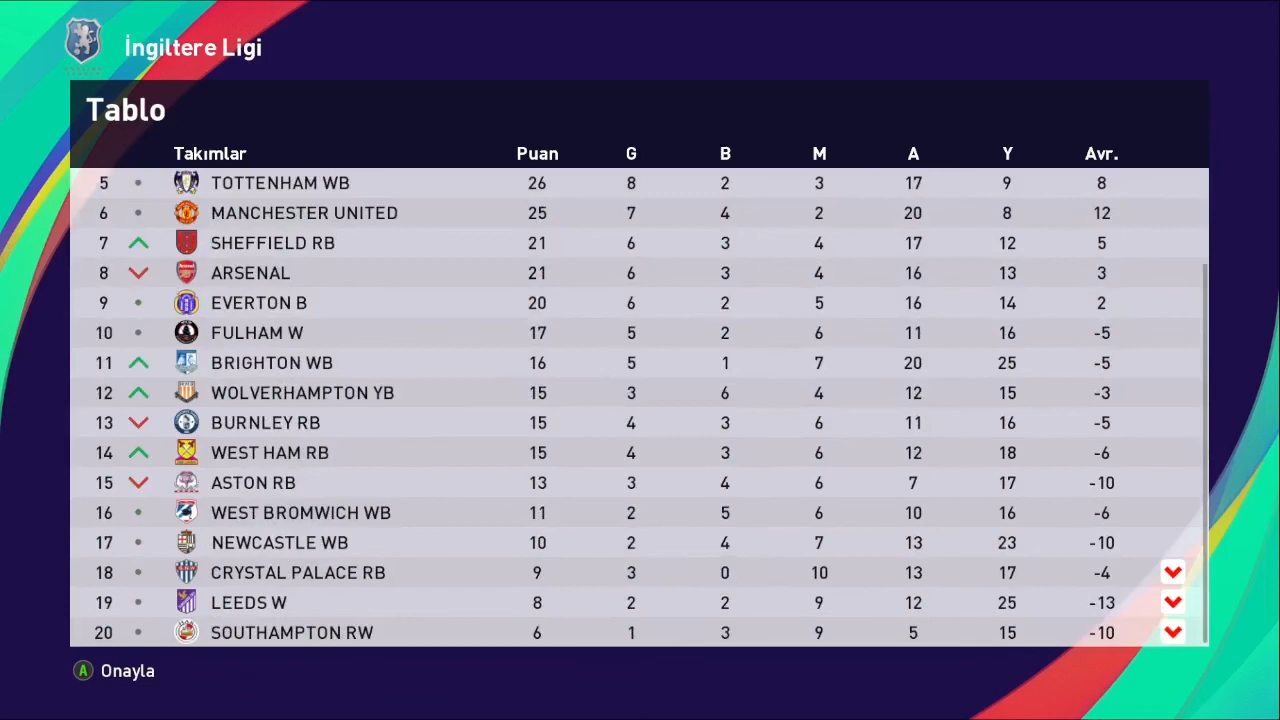 İngiltere Ligi
Tablo
Takımlar Puan G B M A Y Avr.
5 TOTTENHAM WB 26 8 2 3 17 9 8
6 MANCHESTER UNITED 25 7 4 2 20 8 12
7 SHEFFIELD RB 21 6 3 4 17 12 5
8 ARSENAL 21 6 3 4 16 13 3
9 EVERTON B 20 6 2 5 16 14 2
10 FULHAM W 17 5 2 6 11 16 -5
11 BRIGHTON WB 16 5 1 7 20 25 -5
12 WOLVERHAMPTON YB 15 3 6 4 12 15 -3
13 BURNLEY RB 15 4 3 6 11 16 -5
14 WEST HAM RB 15 4 3 6 12 18 -6
15 ASTON RB 13 3 4 6 7 17 -10
16 WEST BROMWICH WB 11 2 5 6 10 16 -6
17 NEWCASTLE WB 10 2 4 7 13 23 -10
18 CRYSTAL PALACE RB 9 3 0 10 13 17 -4
19 LEEDS W 8 2 2 9 12 25 -13
20 SOUTHAMPTON RW 6 1 3 9 5 15 -10
A Onayla